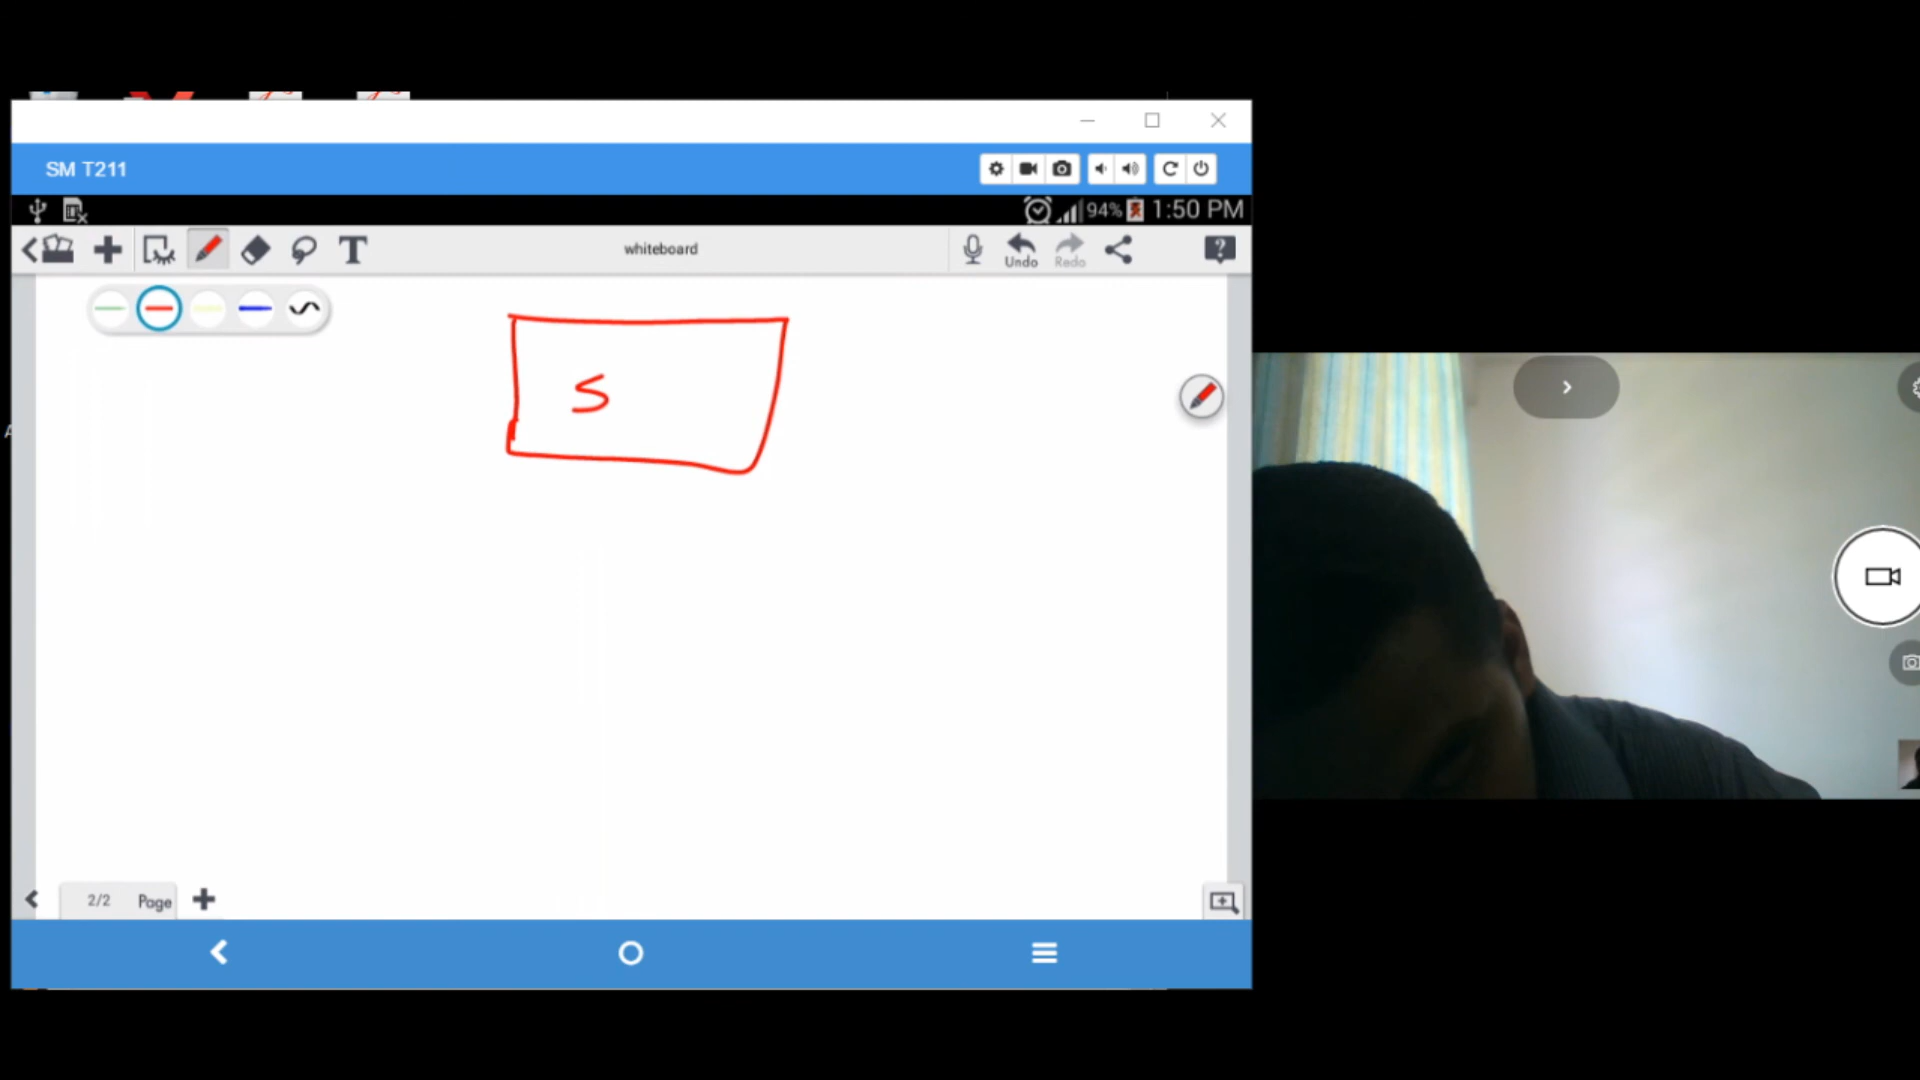 SM T211
94% 1:50 PM
T whiteboard Undo Redo ?
S
2/2 Page